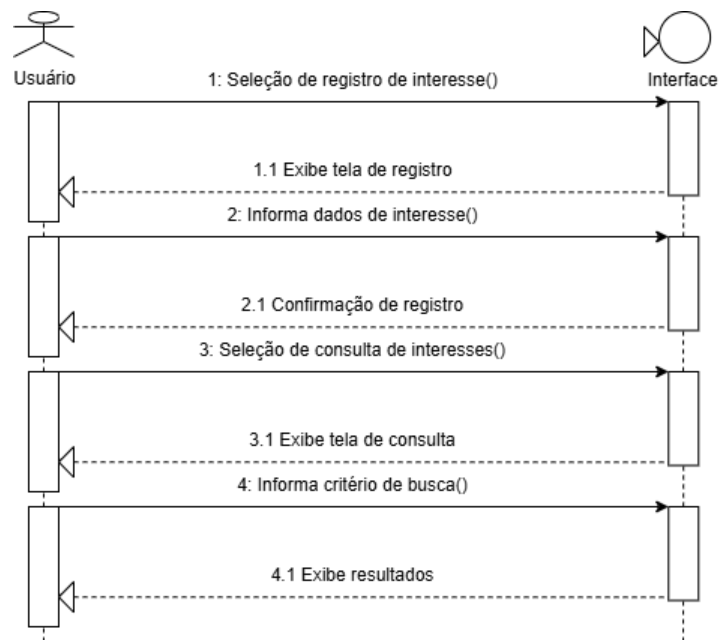 Usuário
Interface
1: Seleção de registro de interesse()
1.1 Exibe tela de registro
2: Informa dados de interesse()
2.1 Confirmação de registro
3: Seleção de consulta de interesses()
3.1 Exibe tela de consulta
4: Informa critério de busca()
4.1 Exibe resultados